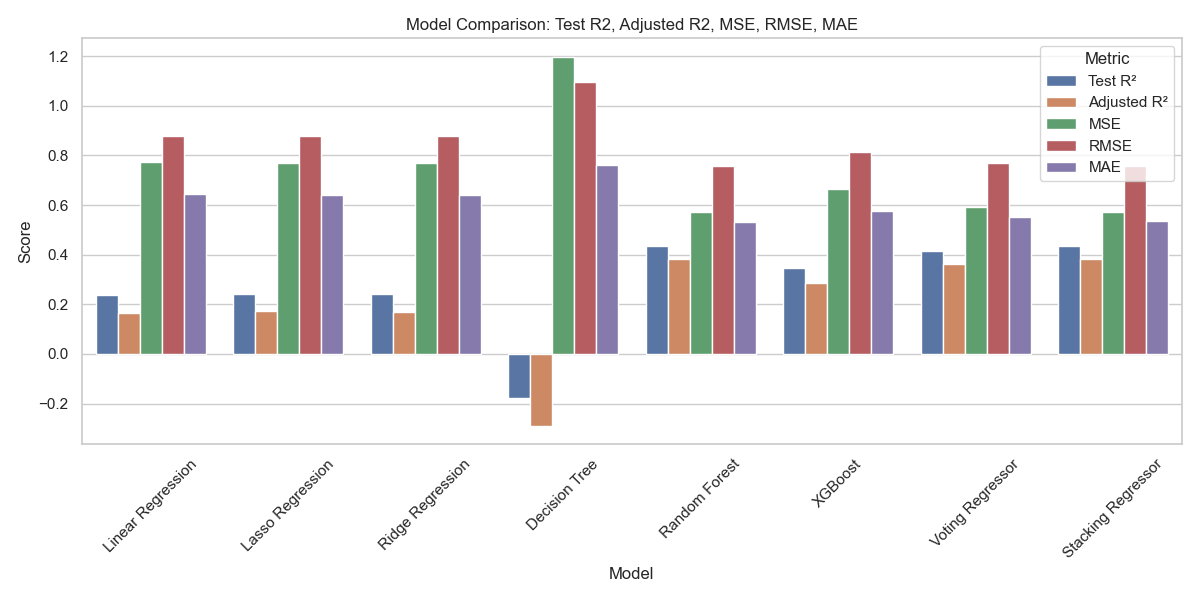 Model Comparison: Test R2, Adjusted R2, MSE, RMSE, MAE
Metric
Test R²
Adjusted R²
MSE
RMSE
MAE
Score
1.2
1.0
0.8
0.6
0.4
0.2
0.0
−0.2
Linear Regression
Lasso Regression
Ridge Regression
Decision Tree
Random Forest
XGBoost
Voting Regressor
Stacking Regressor
Model